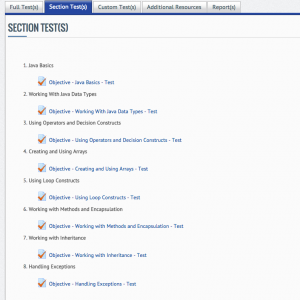 Full Test(s) Section Test(s) Custom Test(s) Additional Resources Report(s)
SECTION TEST(S)
1. Java Basics
Objective - Java Basics - Test
2. Working With Java Data Types
Objective - Working With Java Data Types - Test
3. Using Operators and Decision Constructs
Objective - Using Operators and Decision Constructs - Test
4. Creating and Using Arrays
Objective - Creating and Using Arrays - Test
5. Using Loop Constructs
Objective - Using Loop Constructs - Test
6. Working with Methods and Encapsulation
Objective - Working with Methods and Encapsulation - Test
7. Working with Inheritance
Objective - Working with Inheritance - Test
8. Handling Exceptions
Objective - Handling Exceptions - Test